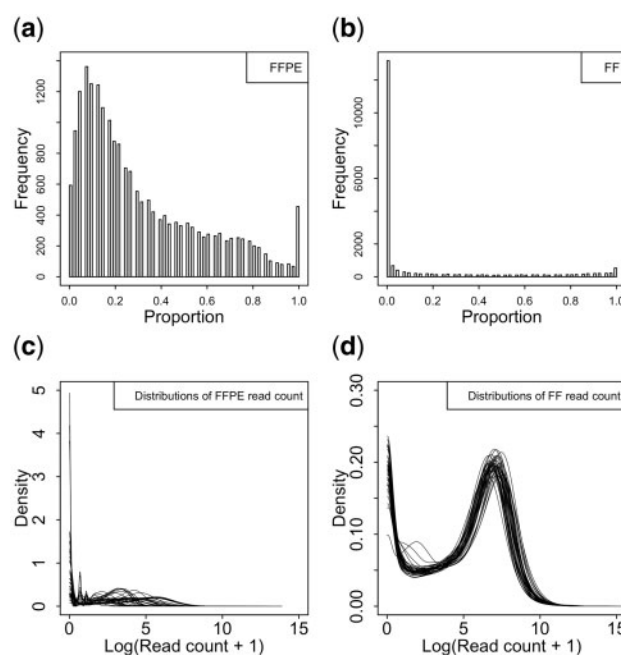 (a)
FFPE
Frequency
0 200 400 600 800 1000 1200 1400
0.0 0.2 0.4 0.6 0.8 1.0
Proportion
(b)
FF
Frequency
0 2000 6000 10000
0.0 0.2 0.4 0.6 0.8 1.0
Proportion
(c)
Distributions of FFPE read count
Density
0 1 2 3 4 5
0 5 10 15
Log(Read count + 1)
(d)
Distributions of FF read count
Density
0.00 0.10 0.20 0.30
0 5 10 15
Log(Read count + 1)